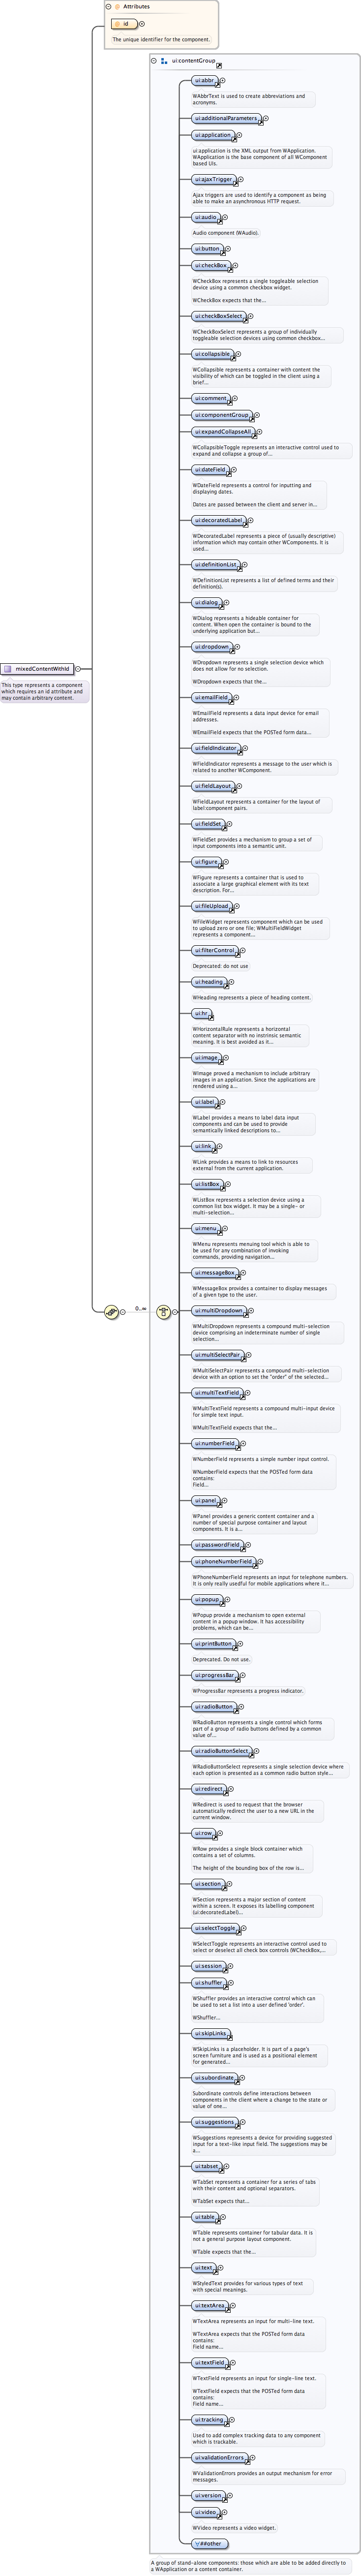 Attributes
id
The unique identifier for the component.
ui:contentGroup
ui:abbr
WAbbrText is used to create abbreviations and
acronyms.
ui:additionalParameters
ui:application
ui:application is the XML output from WApplication.
WApplication is the base component of all WComponent
based UIs.
ui:ajaxTrigger
Ajax triggers are used to identify a component as being
able to make an asynchronous HTTP request.
ui:audio
Audio component (WAudio).
ui:button
ui:checkBox
WCheckBox represents a single toggleable selection
device using a common checkbox widget.
WCheckBox expects that the...
ui:checkBoxSelect
WCheckBoxSelect represents a group of individually
toggleable selection devices using common checkbox...
ui:collapsible
WCollapsible represents a container with content the
visibility of which can be toggled in the client using a
brief...
ui:comment
ui:componentGroup
ui:expandCollapseAll
WCollapsibleToggle represents an interactive control used to
expand and collapse a group of...
ui:dateField
WDateField represents a control for inputting and
displaying dates.
Dates are passed between the client and server in...
ui:decoratedLabel
WDecoratedLabel represents a piece of (usually descriptive)
information which may contain other WComponents. It is
used...
ui:definitionList
WDefinitionList represents a list of defined terms and their
definition(s).
ui:dialog
WDialog represents a hideable container for
content. When open the container is bound to the
underlying application but...
ui:dropdown
WDropdown represents a single selection device which
does not allow for no selection.
WDropdown expects that the...
mixedContentWithId
This type represents a component
which requires an id attribute and
may contain arbitrary content.
ui:emailField
WEmailField represents a data input device for email
addresses.
WEmailField expects that the POSTed form data...
ui:fieldIndicator
WFieldIndicator represents a message to the user which is
related to another WComponent.
ui:fieldLayout
WFieldLayout represents a container for the layout of
label:component pairs.
ui:fieldSet
WFieldSet provides a mechanism to group a set of
input components into a semantic unit.
ui:figure
WFigure represents a container that is used to
associate a large graphical element with its text
description. For...
ui:fileUpload
WFileWidget represents component which can be used
to upload zero or one file; WMultiFieldWidget
represents a component...
ui:filterControl
Deprecated: do not use
ui:heading
WHeading represents a piece of heading content.
ui:hr
WHorizontalRule represents a horizontal
content separator with no instrinsic semantic
meaning. It is best avoided as it...
ui:image
WImage proved a mechanism to include arbitrary
images in an application. Since the applications are
rendered using a...
ui:label
WLabel provides a means to label data input
components and can be used to provide
semantically linked descriptions to...
ui:link
WLink provides a means to link to resources
external from the current application.
ui:listBox
WListBox represents a selection device using a
common list box widget. It may be a single- or
multi-selection...
ui:menu
WMenu represents menuing tool which is able to
be used for any combination of invoking
commands, providing navigation...
ui:messageBox
WMessageBox provides a container to display messages
of a given type to the user.
0..∞
ui:multiDropdown
WMultiDropdown represents a compound multi-selection
device comprising an indeterminate number of single
selection...
ui:multiSelectPair
WMultiSelectPair represents a compound multi-selection
device with an option to set the "order" of the selected...
ui:multiTextField
WMultiTextField represents a compound multi-input device
for simple text input.
WMultiTextField expects that the...
ui:numberField
WNumberField represents a simple number input control.
WNumberField expects that the POSTed form data
contains:
Field...
ui:panel
WPanel provides a generic content container and a
number of special purpose container and layout
components. It is a...
ui:passwordField
ui:phoneNumberField
WPhoneNumberField represents an input for telephone numbers.
It is only really usedful for mobile applications where it...
ui:popup
WPopup provide a mechanism to open external
content in a popup window. It has accessibility
problems, which can be...
ui:printButton
Deprecated. Do not use.
ui:progressBar
WProgressBar represents a progress indicator.
ui:radioButton
WRadioButton represents a single control which forms
part of a group of radio buttons defined by a common
value of...
ui:radioButtonSelect
WRadioButtonSelect represents a single selection device where
each option is presented as a common radio button style...
ui:redirect
WRedirect is used to request that the browser
automatically redirect the user to a new URL in the
current window.
ui:row
WRow provides a single block container which
contains a set of columns.
The height of the bounding box of the row is...
ui:section
WSection represents a major section of content
within a screen. It exposes its labelling component
(ui:decoratedLabel)...
ui:selectToggle
WSelectToggle represents an interactive control used to
select or deselect all check box controls (WCheckBox,...
ui:session
ui:shuffler
WShuffler provides an interactive control which can
be used to set a list into a user defined 'order'.
WShuffler...
ui:skipLinks
WSkipLinks is a placeholder. It is part of a page's
screen furniture and is used as a positional element
for generated...
ui:subordinate
Subordinate controls define interactions between
components in the client where a change to the state or
value of one...
ui:suggestions
WSuggestions represents a device for providing suggested
input for a text-like input field. The suggestions may be
a...
ui:tabset
WTabSet represents a container for a series of tabs
with their content and optional separators.
WTabSet expects that...
ui:table
WTable represents container for tabular data. It is
not a general purpose layout component.
WTable expects that the...
ui:text
WStyledText provides for various types of text
with special meanings.
ui:textArea
WTextArea represents an input for multi-line text.
WTextArea expects that the POSTed form data
contains:
Field name...
ui:textField
WTextField represents an input for single-line text.
WTextField expects that the POSTed form data
contains:
Field name...
ui:tracking
Used to add complex tracking data to any component
which is trackable.
ui:validationErrors
WValidationErrors provides an output mechanism for error
messages.
ui:version
ui:video
WVideo represents a video widget.
##other
A group of stand-alone components: those which are able to be added directly to
a WApplication or a content container.